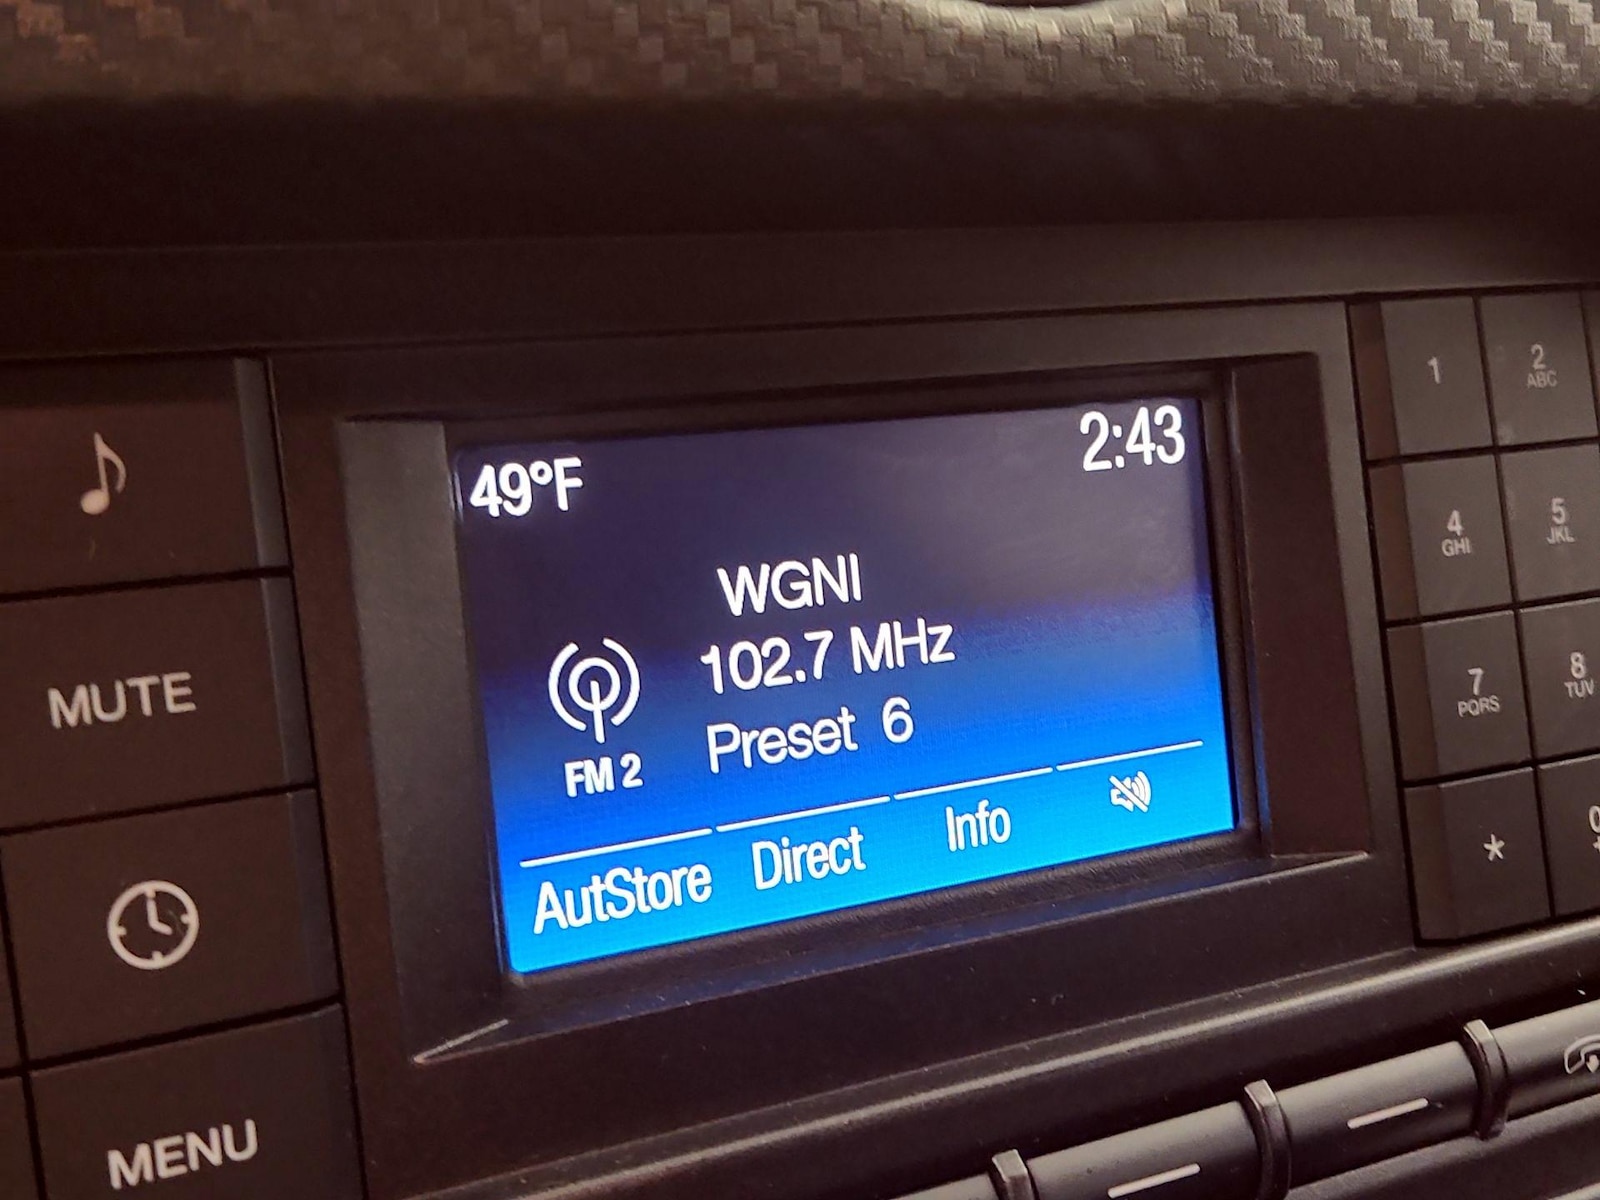 49°F
2:43
WGNI
102.7 MHz
Preset 6
FM 2
AutStore
Direct
Info
MUTE
MENU
1
2
ABC
4
GHI
5
JKL
7
PQRS
8
TUV
*